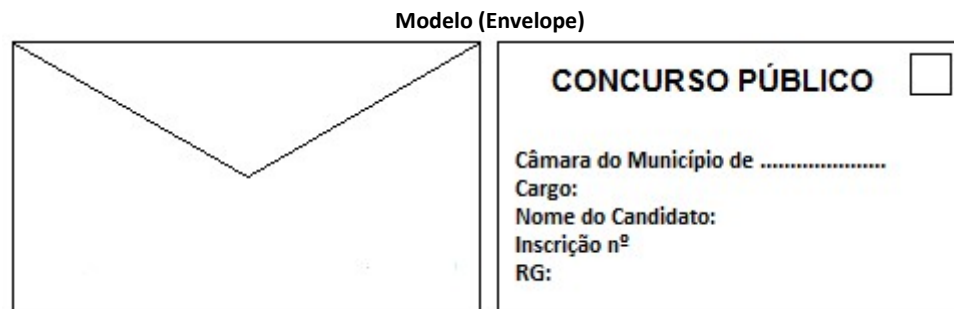 Modelo (Envelope)
CONCURSO PÚBLICO
Câmara do Município de .....................
Cargo:
Nome do Candidato:
Inscrição nº
RG: